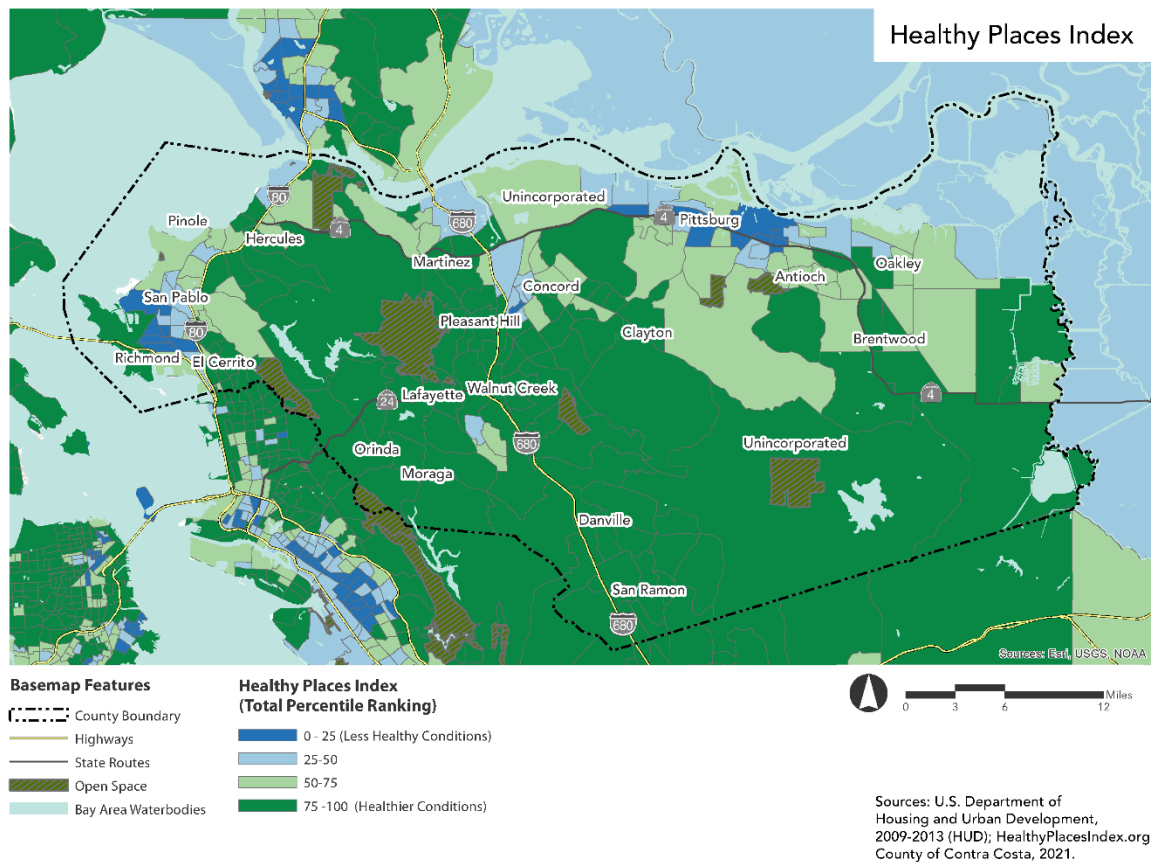 Healthy Places Index
Unincorporated
80
Pinole
680
4
Pittsburg
Hercules
4
Martinez
Antioch
Oakley
San Pablo
Concord
80
Pleasant Hill
Clayton
Brentwood
Richmond
El Cerrito
Walnut Creek
Lafayette
24
4
680
Orinda
Unincorporated
Moraga
Danville
San Ramon
680
Sources: Esri, USGS, NOAA
Basemap Features
County Boundary
Highways
State Routes
Open Space
Bay Area Waterbodies
Healthy Places Index
(Total Percentile Ranking)
0 - 25 (Less Healthy Conditions)
25-50
50-75
75 -100 (Healthier Conditions)
Miles
0 3 6 12
Sources: U.S. Department of
Housing and Urban Development,
2009-2013 (HUD); HealthyPlacesIndex.org
County of Contra Costa, 2021.